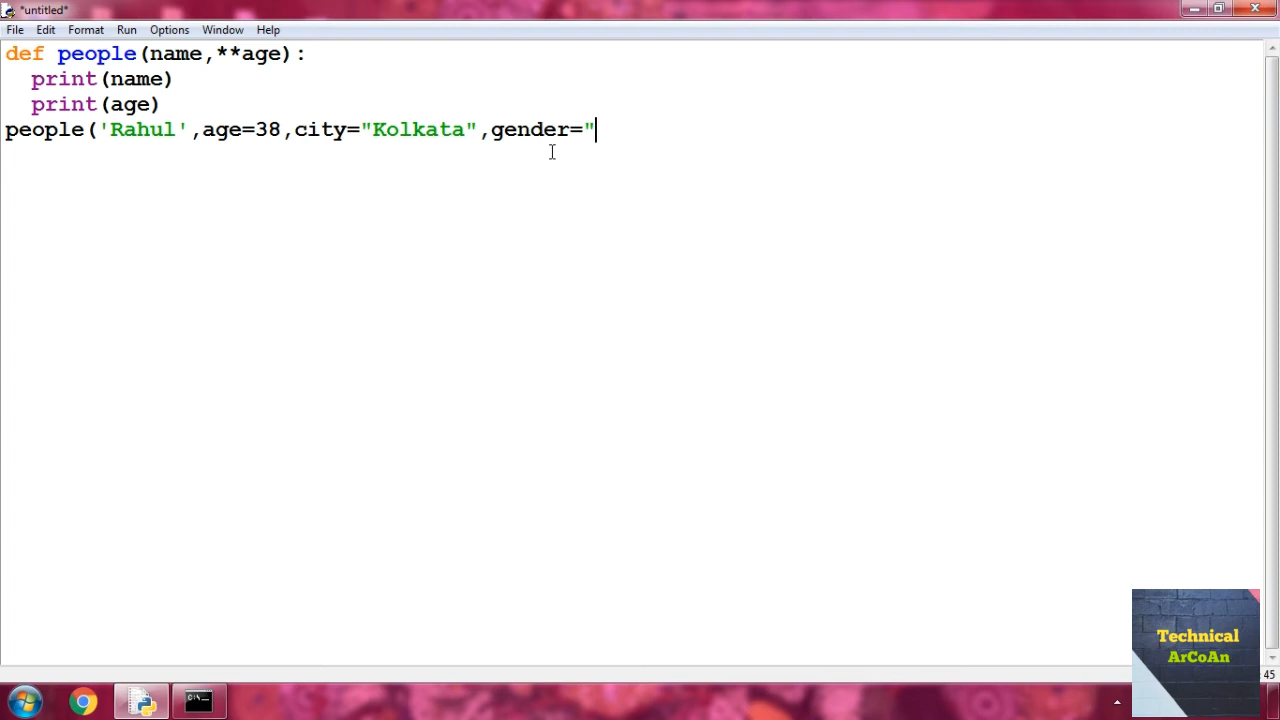 *untitled*
File Edit Format Run Options Window Help
def people(name,**age):
print(name)
print(age)
people('Rahul',age=38,city="Kolkata",gender="
Technical
ArCoAn
45